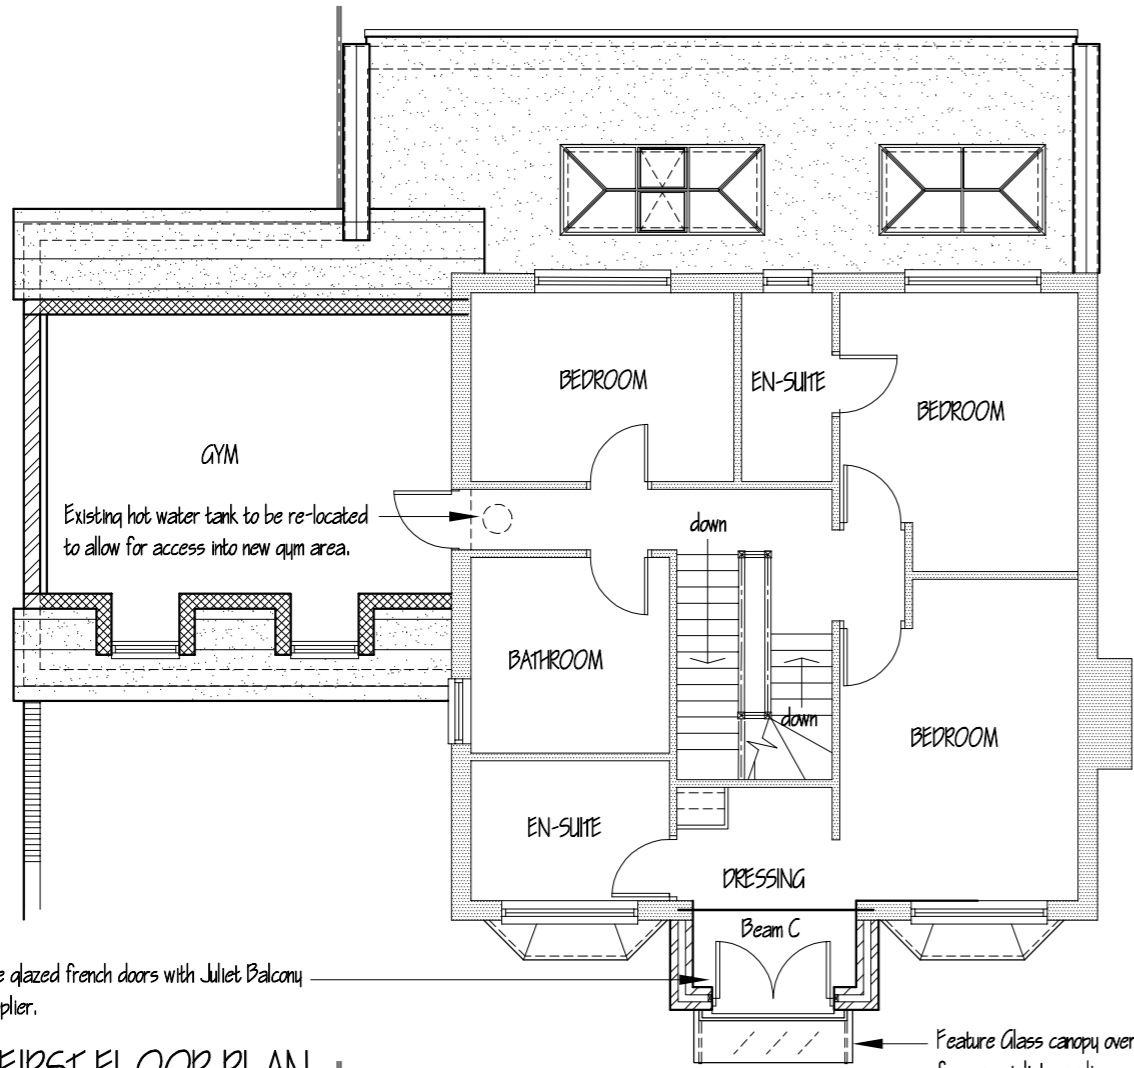 BEDROOM
EN-SUITE
BEDROOM
GYM
Existing hot water tank to be re-located
to allow for access into new gym area.
down
BATHROOM
down
BEDROOM
EN-SUITE
DRESSING
Beam C
glazed french doors with Juliet Balcony
FIRST FLOOR PLAN
Feature Glass canopy over